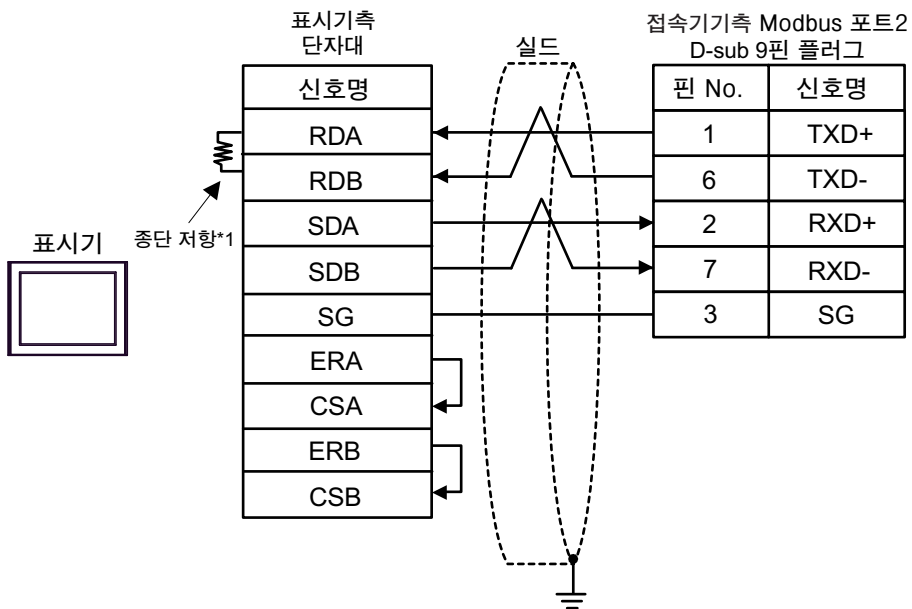 표시기측
단자대
실드
접속기기측 Modbus 포트2
D-sub 9핀 플러그
신호명
핀 No. 신호명
RDA
1 TXD+
RDB
6 TXD-
SDA
2 RXD+
표시기
종단 저항*1
SDB
7 RXD-
SG
3 SG
ERA
CSA
ERB
CSB